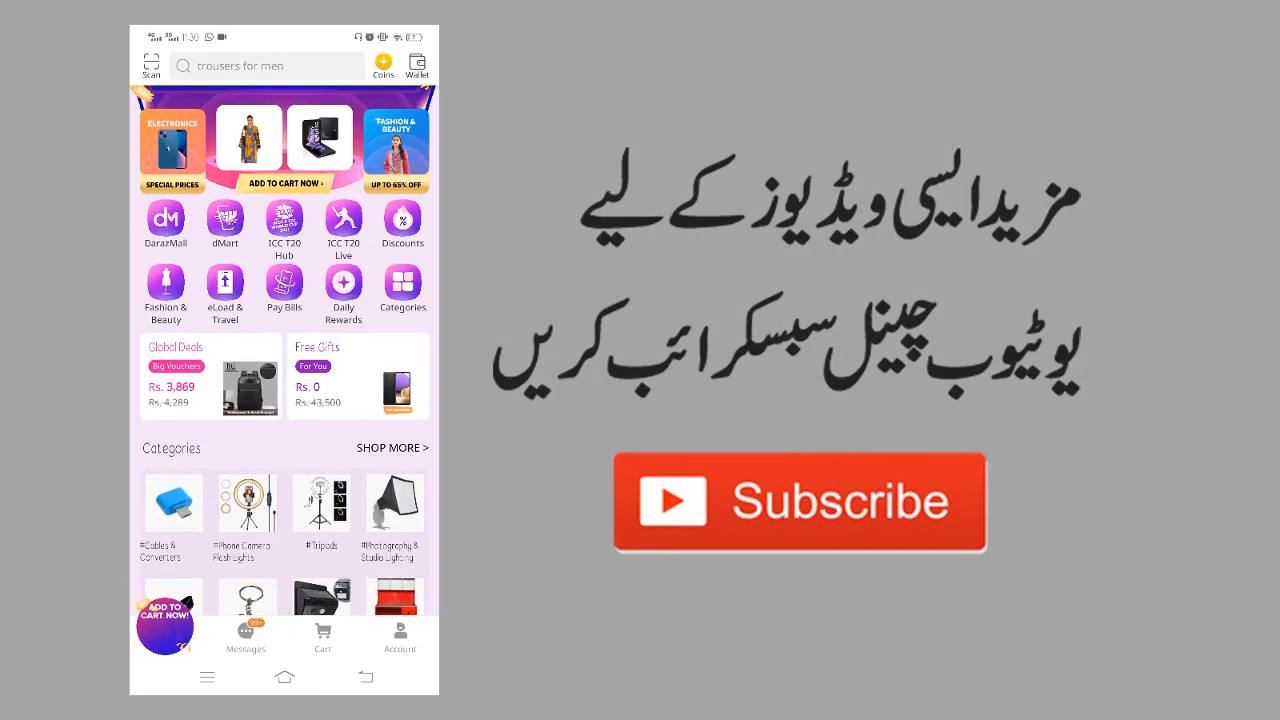 4G 3G 11:30
Scan
trousers for men
Coins
Wallet
ELECTRONICS
SPECIAL PRICES
ADD TO CART NOW ›
FASHION &
BEAUTY
UP TO 65% OFF
DarazMall
dMart
ICC T20
Hub
ICC T20
Live
Discounts
Fashion &
Beauty
eLoad &
Travel
Pay Bills
Daily
Rewards
Categories
Global Deals
Big Vouchers
Rs. 3,869
Rs. 4,289
Free Gifts
For You
Rs. 0
Rs. 43,500
Categories
SHOP MORE >
#Cables &
Converters
#Phone Camera
Flash Lights
#Tripods
#Photography &
Studio Lighting
ADD TO
CART NOW!
99+
Messages
Cart
Account
مزید ایسی ویڈیوز کے لیے
یوٹیوب چینل سبسکرائب کریں
Subscribe